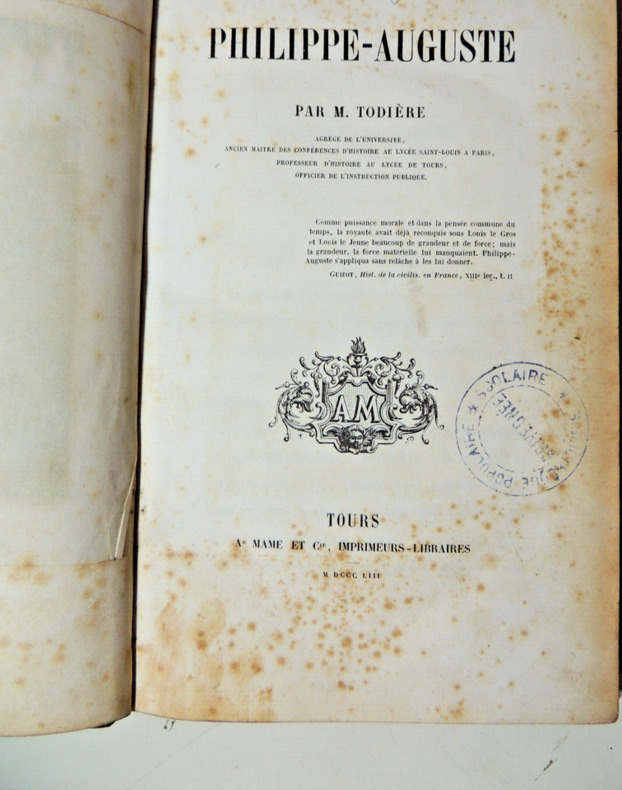 PHILIPPE-AUGUSTE
PAR M. TODIÈRE
AGRÉGÉ DE L'UNIVERSITÉ,
ANCIEN MAITRE DES CONFÉRENCES D'HISTOIRE AU LYCÉE SAINT-LOUIS A PARIS,
PROFESSEUR D'HISTOIRE AU LYCÉE DE TOURS,
OFFICIER DE L'INSTRUCTION PUBLIQUE.
Comme puissance morale et dans la pensée commune du
temps, la royauté avait déjà reconquis sous Louis le Gros
et Louis le Jeune beaucoup de grandeur et de force; mais
la grandeur, la force matérielle lui manquaient. Philippe-
Auguste s'appliqua sans relâche à les lui donner.
GUIZOT, Hist. de la civilis. en France, XIIIe leç., t. II
AM
SCOLAIRE
POPULAIRE
TOURS
Ad MAME ET Cie, IMPRIMEURS-LIBRAIRES
M DCCC LIII